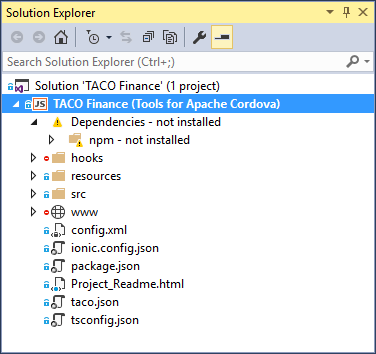 Solution Explorer
Search Solution Explorer (Ctrl+;)
Solution 'TACO Finance' (1 project)
JS TACO Finance (Tools for Apache Cordova)
Dependencies - not installed
npm - not installed
hooks
resources
src
www
config.xml
ionic.config.json
package.json
Project_Readme.html
taco.json
tsconfig.json